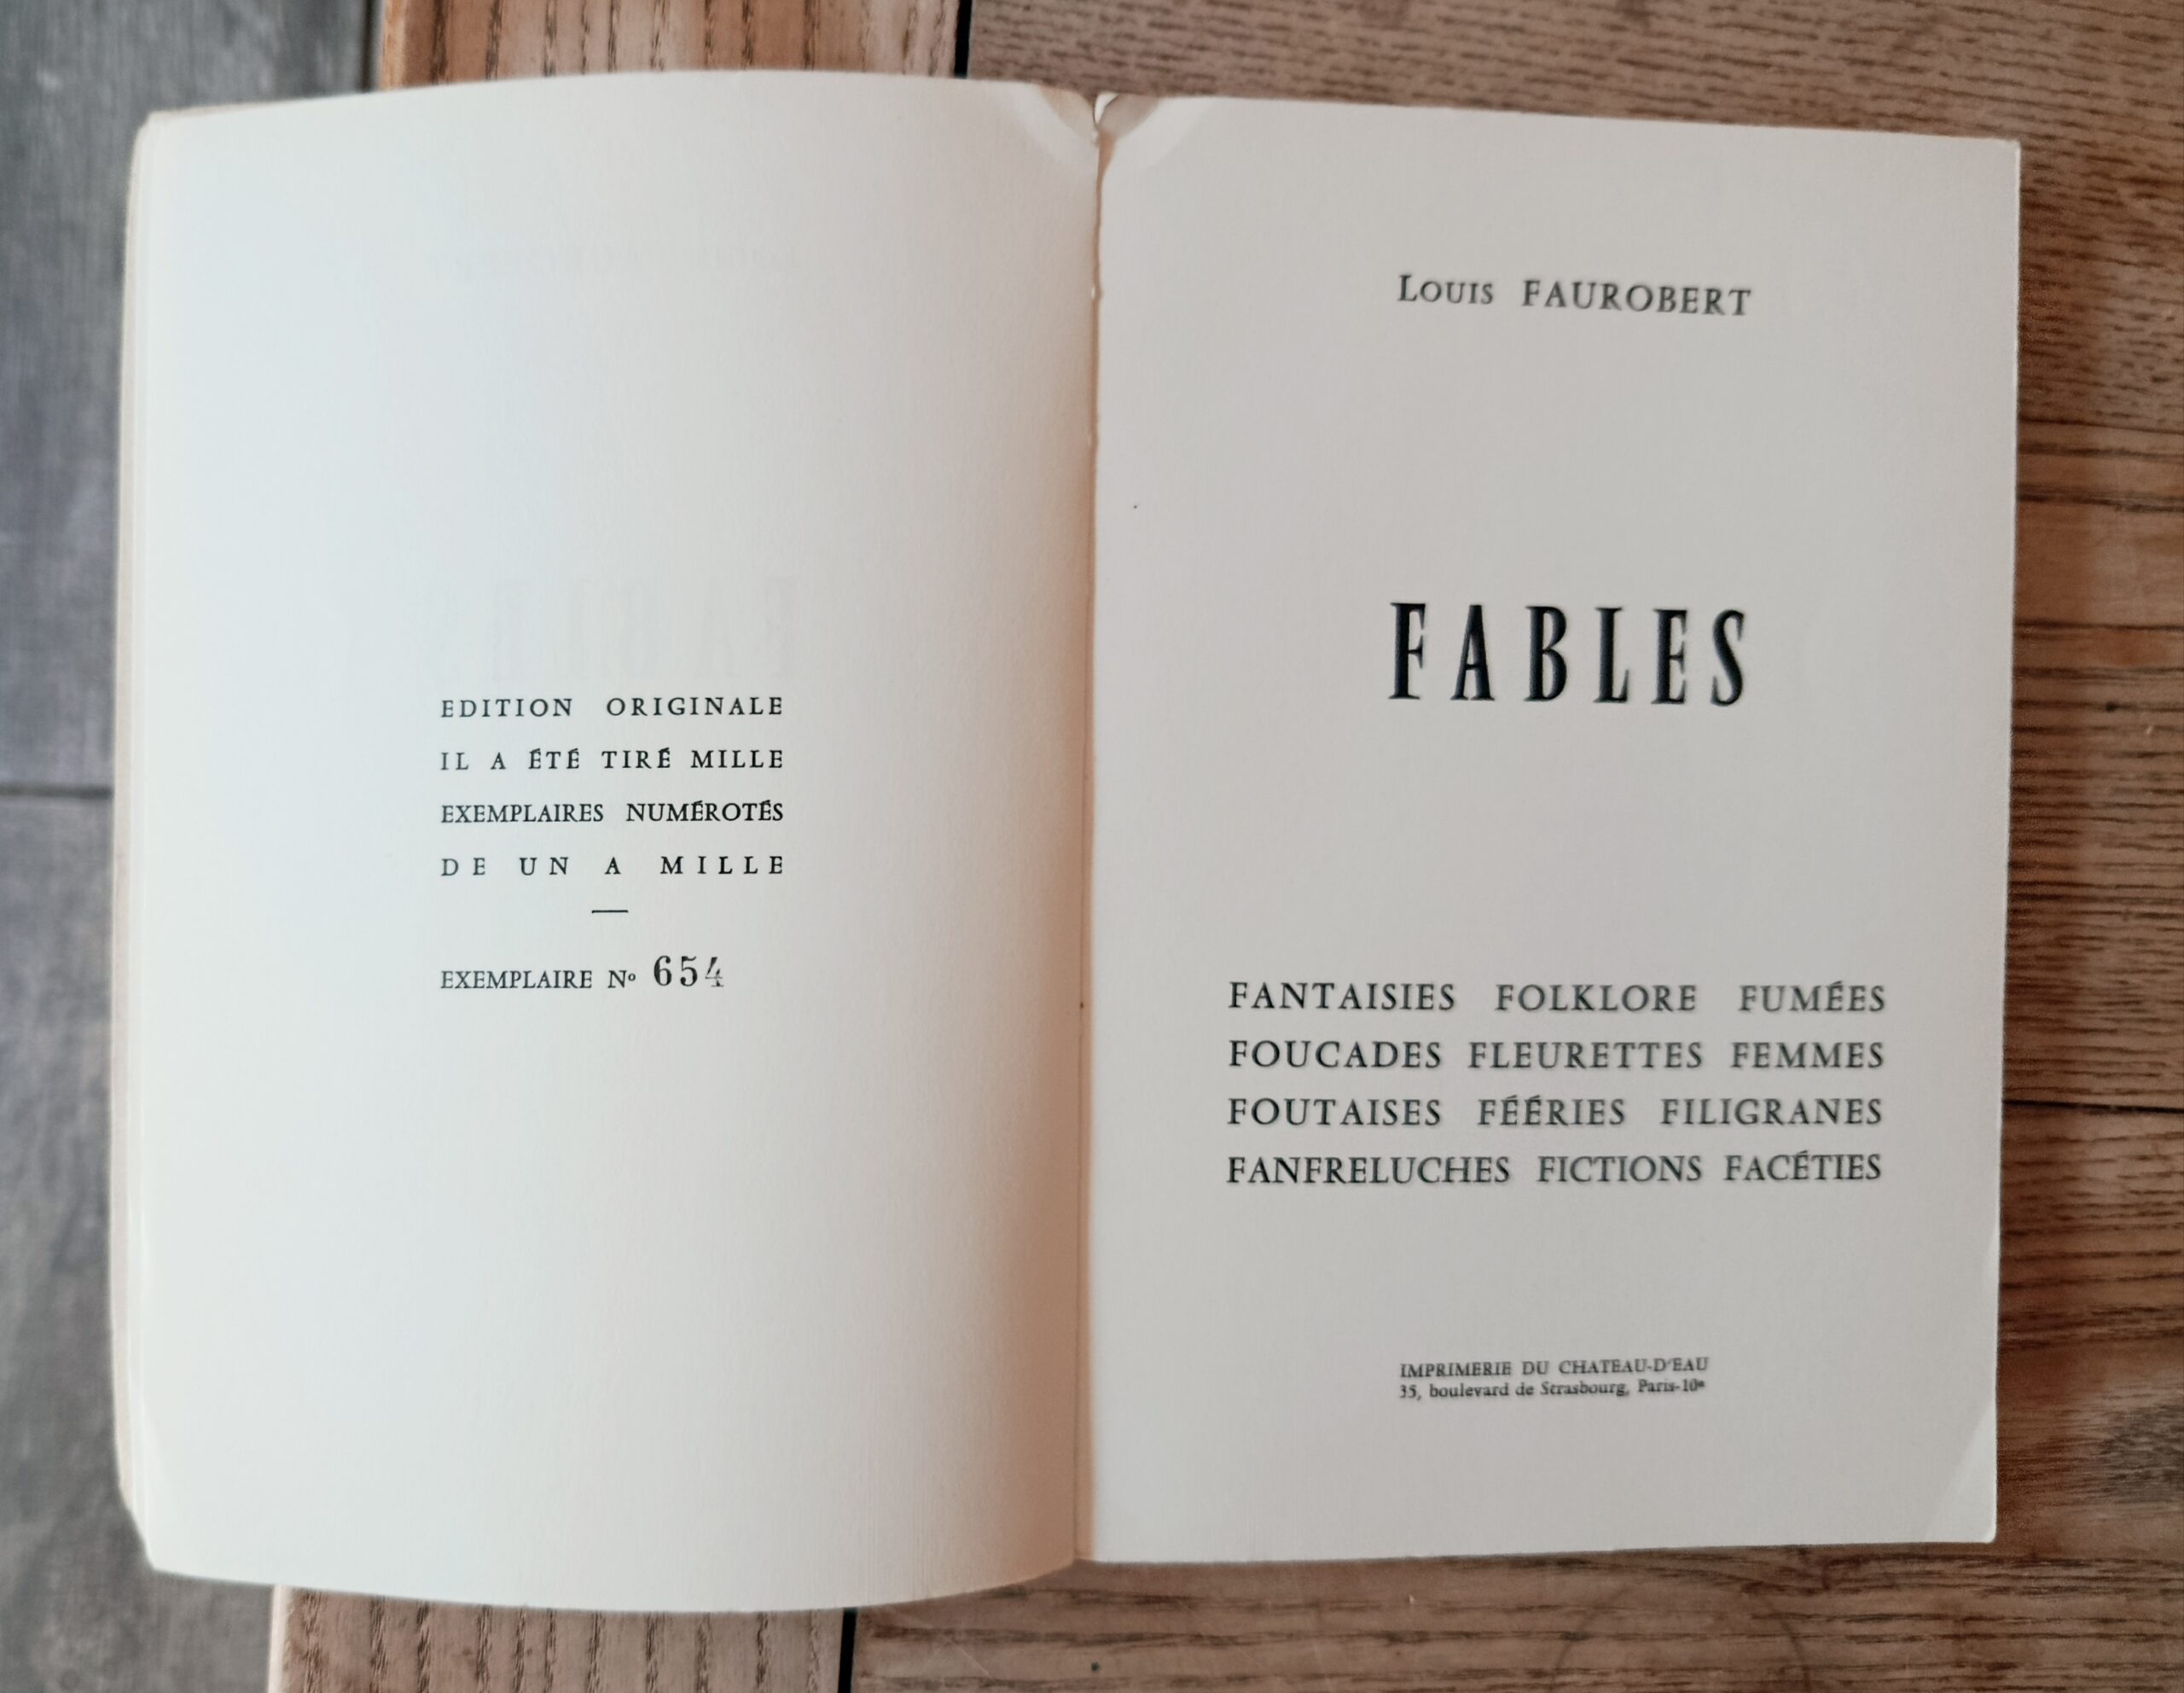 EDITION ORIGINALE
IL A ÉTÉ TIRÉ MILLE
EXEMPLAIRES NUMÉROTÉS
DE UN A MILLE
—
EXEMPLAIRE Nº 654
LOUIS FAUROBERT
FABLES
FANTAISIES FOLKLORE FUMÉES
FOUCADES FLEURETTES FEMMES
FOUTAISES FÉÉRIES FILIGRANES
FANFRELUCHES FICTIONS FACÉTIES
IMPRIMERIE DU CHATEAU-D'EAU
35, boulevard de Strasbourg, Paris-10ᵉ